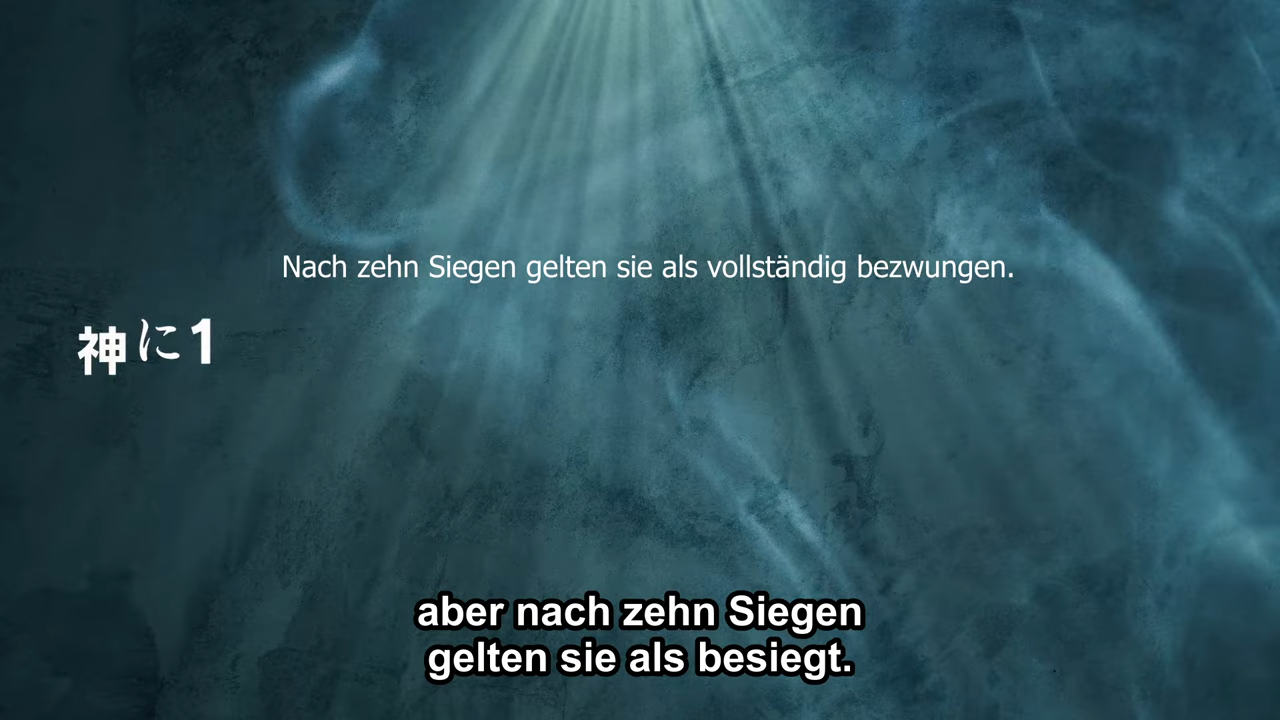 Nach zehn Siegen gelten sie als vollständig bezwungen.
神に1
aber nach zehn Siegen
gelten sie als besiegt.